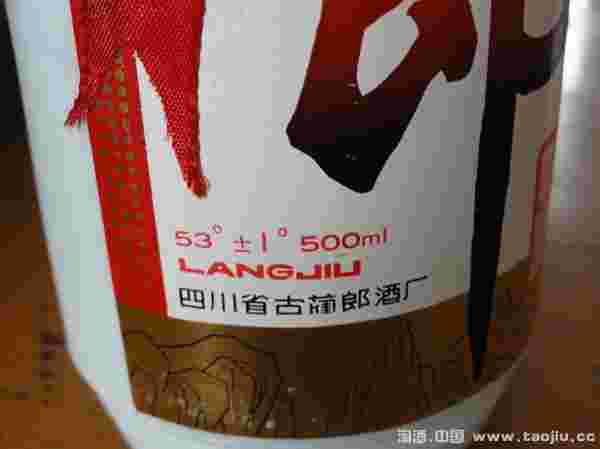 郎
53°±1° 500ml
LANGJIU
四川省古蔺郎酒厂
淘酒.中国 www.taojiu.cc